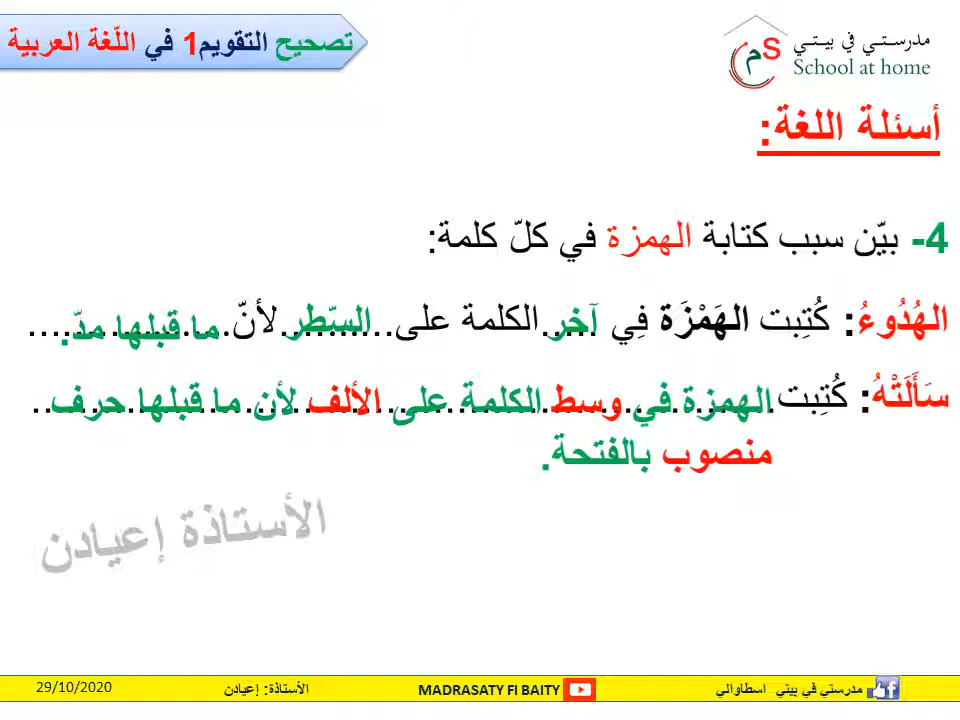 تصحيح التقويم1 في اللّغة العربية
مدرستي في بيتي
School at home
أسئلة اللغة:
4- بيّن سبب كتابة الهمزة في كلّ كلمة:
الهُدُوءُ: كُتِبت الهَمْزَة فِي آخر الكلمة على السّطر لأنّ ما قبلها مدّ.
سَأَلَتْهُ: كُتِبت الهمزة في وسط الكلمة على الألف لأن ما قبلها حرف
منصوب بالفتحة.
الأستاذة إعيادن
29/10/2020 الأستاذة: إعيادن MADRASATY FI BAITY مدرستي في بيتي اسطاوالي